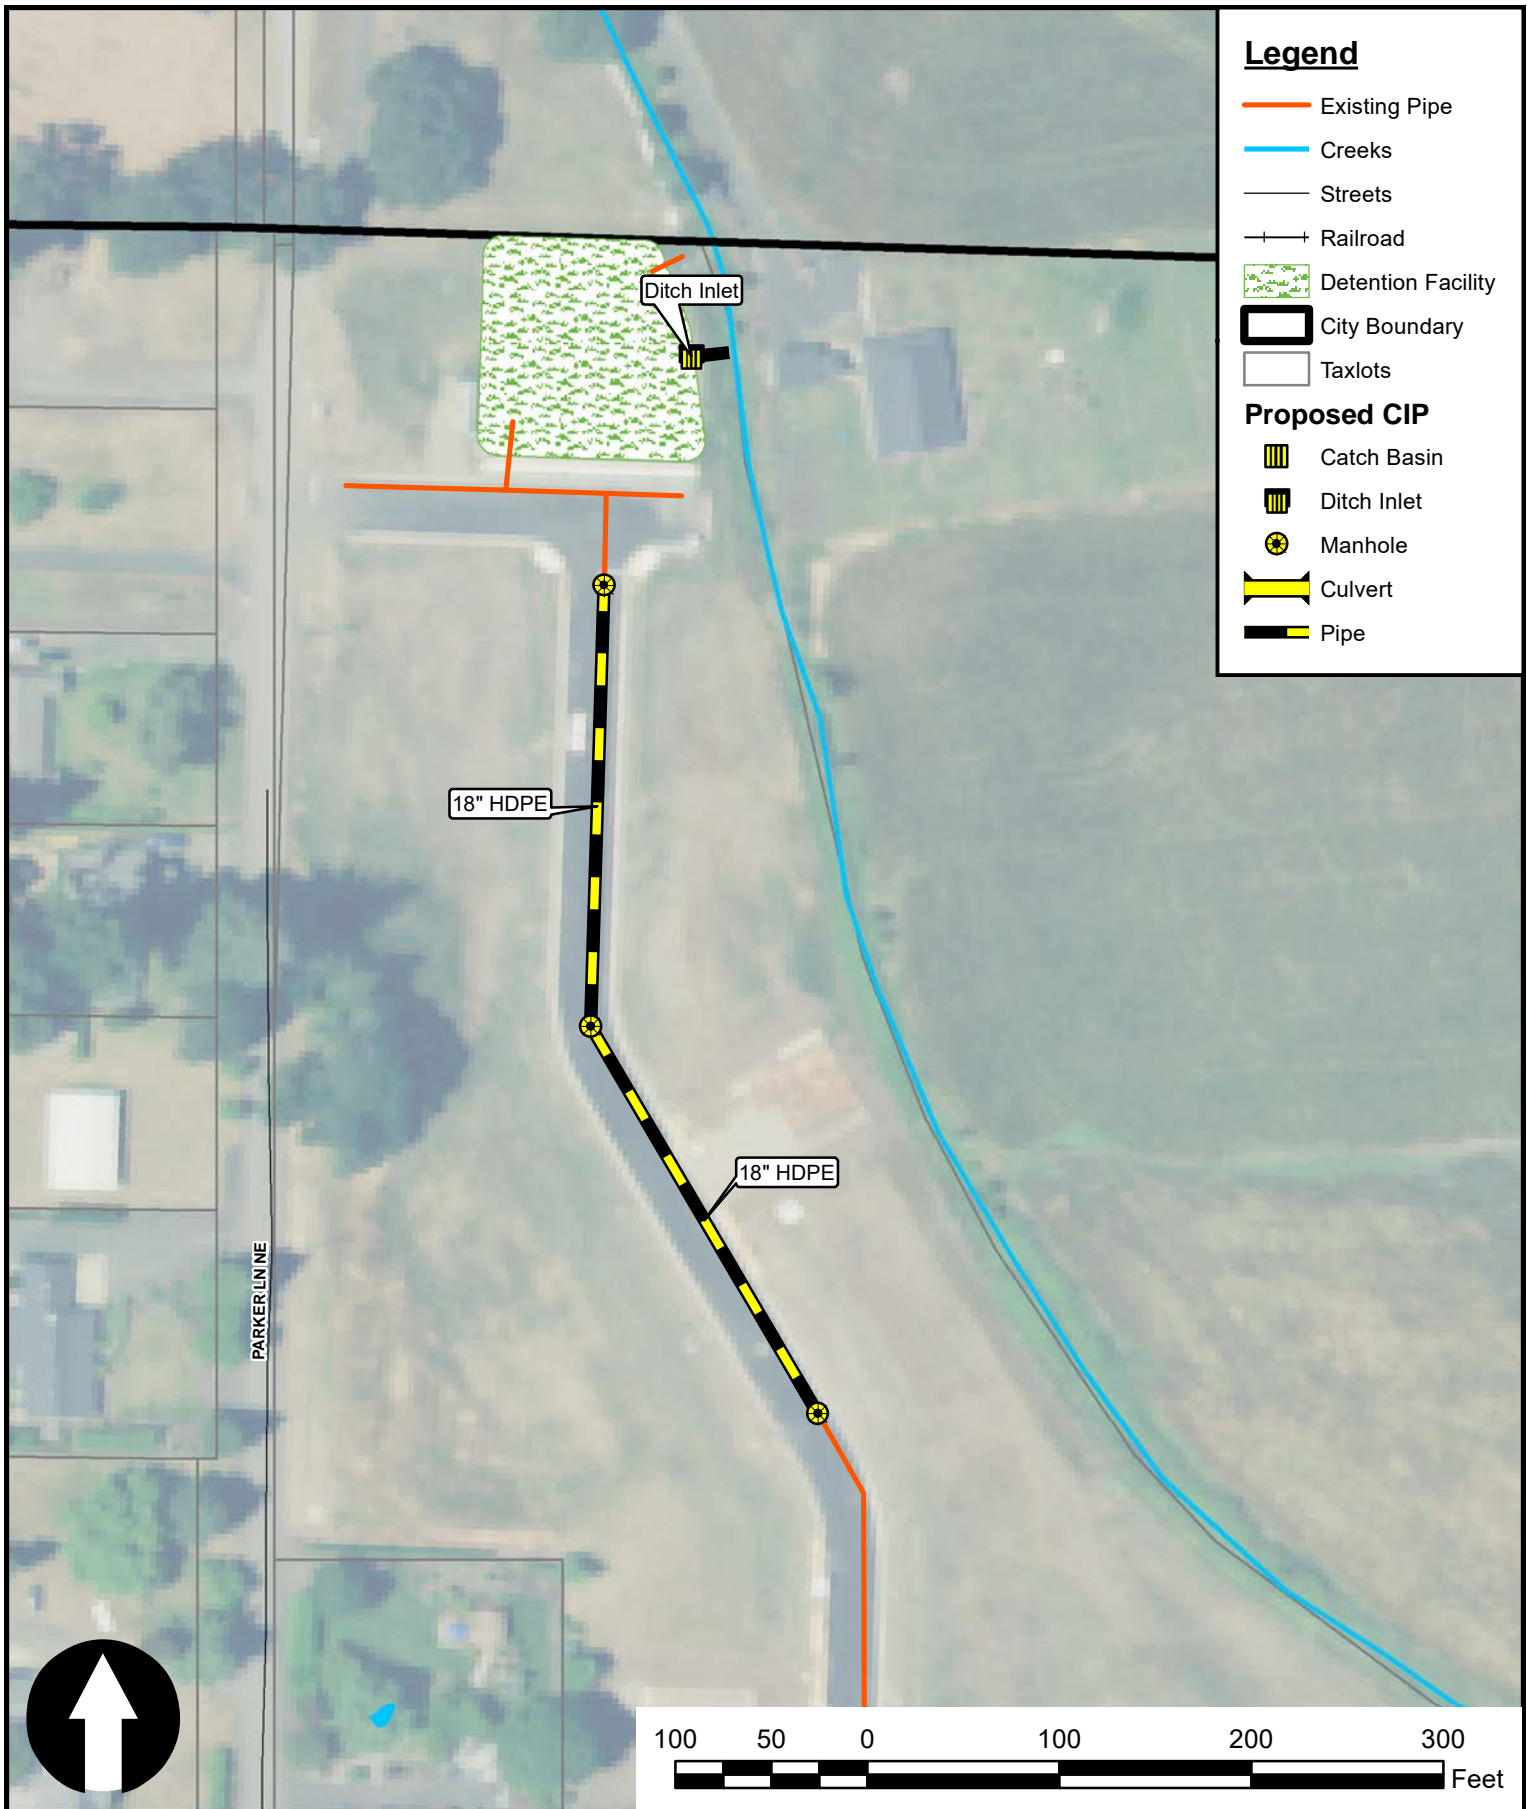 Legend
Existing Pipe
Creeks
Streets
Railroad
Detention Facility
City Boundary
Taxlots
Proposed CIP
Catch Basin
Ditch Inlet
Manhole
Culvert
Pipe
Ditch Inlet
18" HDPE
18" HDPE
PARKER LN NE
100 50 0 100 200 300
Feet